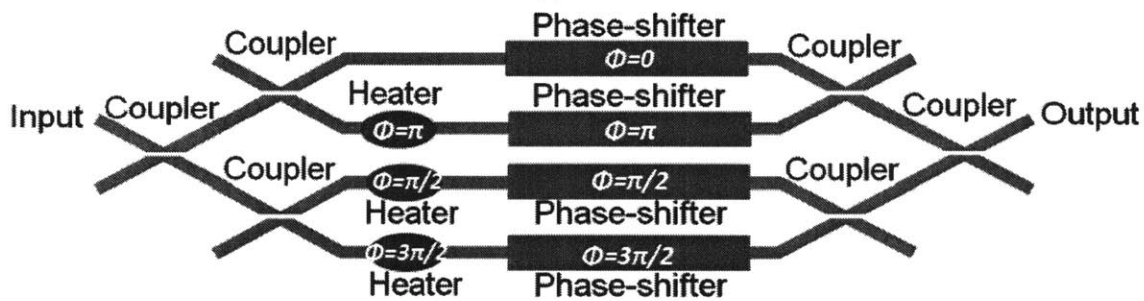 Phase-shifter
Coupler Coupler
Φ=0
Heater Phase-shifter
Input Coupler Coupler Output
Φ=π Φ=π
Coupler Φ=π/2 Φ=π/2 Coupler
Heater Phase-shifter
Φ=3π/2 Φ=3π/2
Heater Phase-shifter